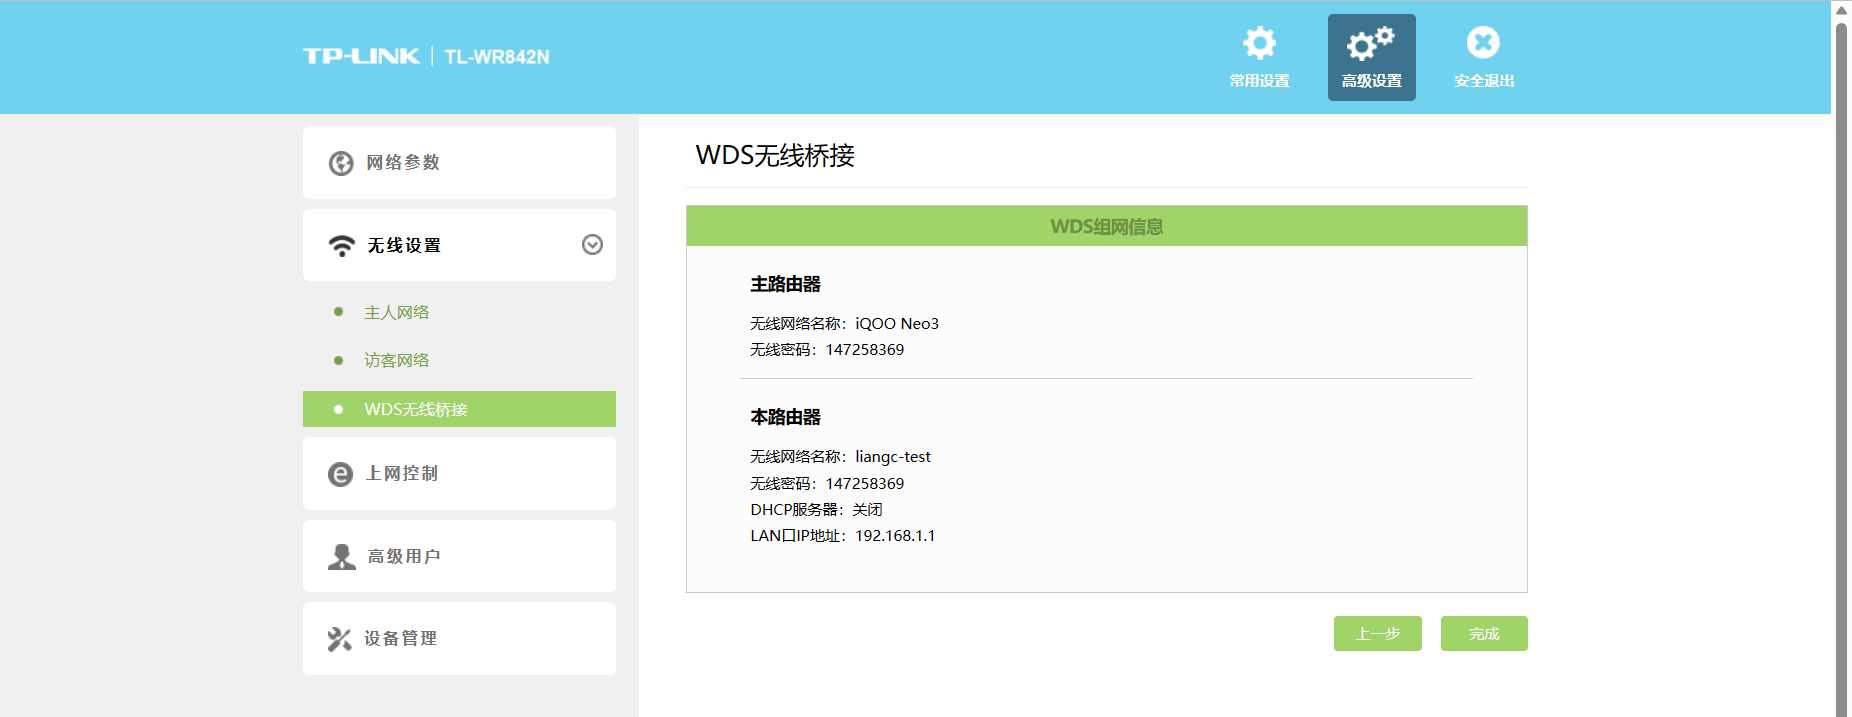 TP-LINK | TL-WR842N
常用设置
高级设置
安全退出
网络参数
无线设置
主人网络
访客网络
WDS无线桥接
上网控制
高级用户
设备管理
WDS无线桥接
WDS组网信息
主路由器
无线网络名称：iQOO Neo3
无线密码：147258369
本路由器
无线网络名称：liangc-test
无线密码：147258369
DHCP服务器：关闭
LAN口IP地址：192.168.1.1
上一步
完成